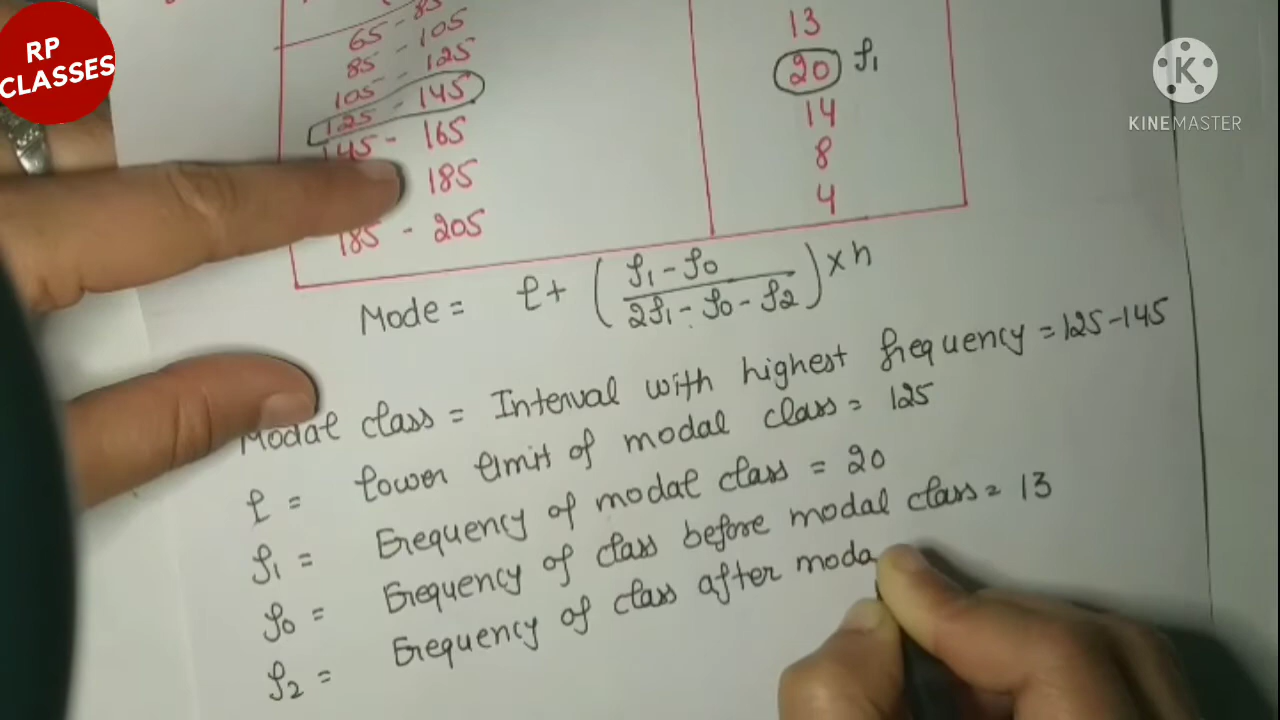 RP
CLASSES
KINEMASTER
65 - 85
85 - 105 13
105 - 125 20 f₁
125 - 145 14
145 - 165 8
185 4
185 - 205
Mode = l + ( f₁ - f₀ / 2f₁ - f₀ - f₂ ) × h
Modal class = Interval with highest frequency = 125-145
l = lower limit of modal class = 125
f₁ = Frequency of modal class = 20
f₀ = Frequency of class before modal class = 13
f₂ = Frequency of class after moda